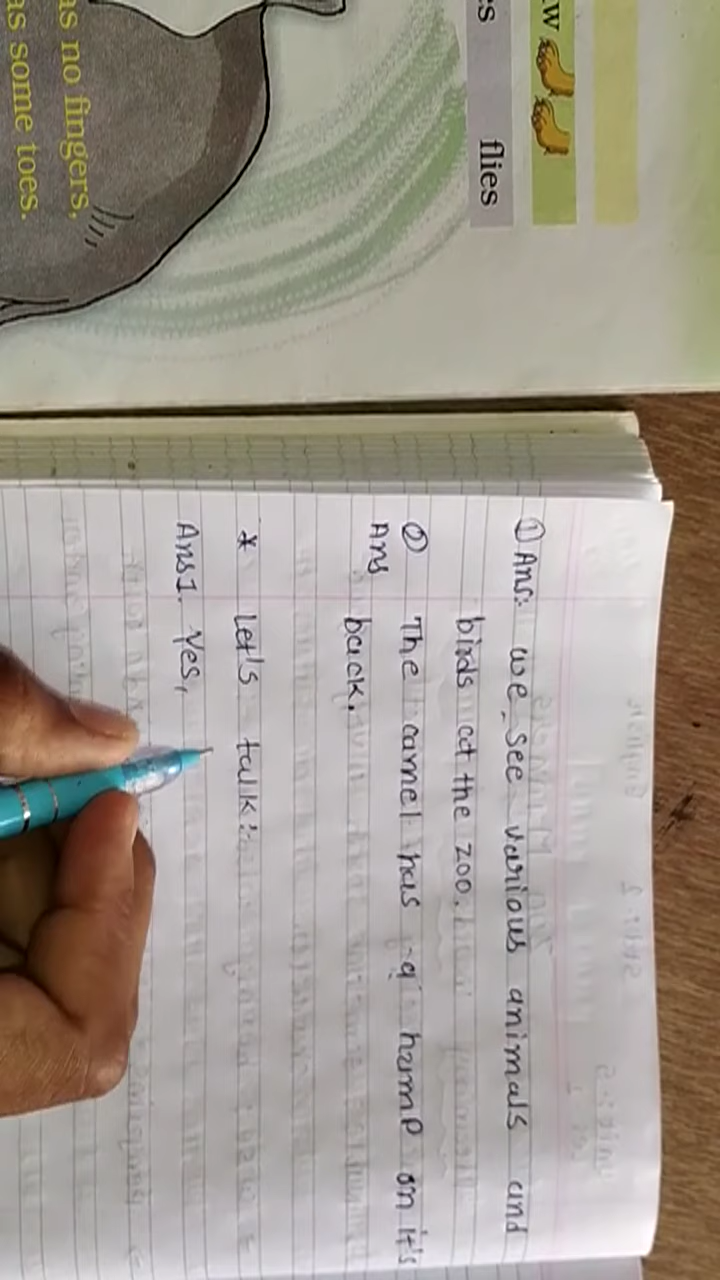 w
es flies
as no fingers,
as some toes.
① Ans:- we see various animals and
birds at the zoo.
② The camel has a hump on it's
Ans back.
* Let's talk:-
Ans1. Yes,